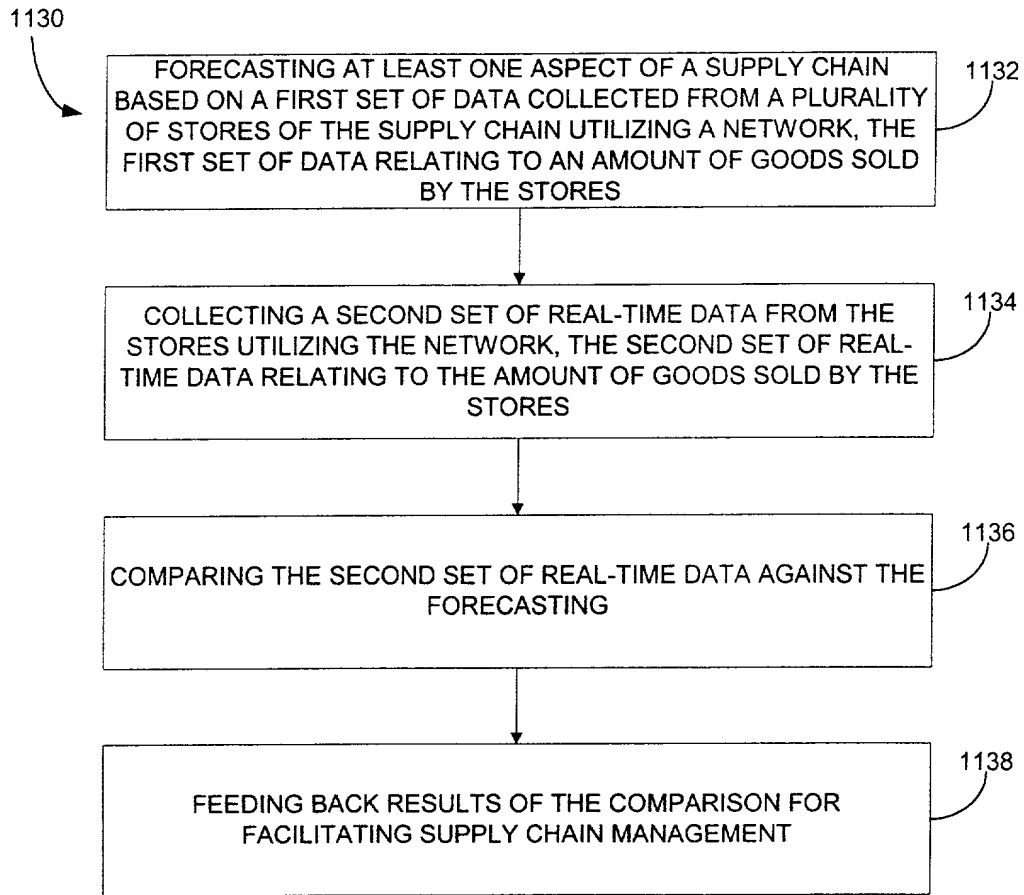 1130
FORECASTING AT LEAST ONE ASPECT OF A SUPPLY CHAIN
BASED ON A FIRST SET OF DATA COLLECTED FROM A PLURALITY
OF STORES OF THE SUPPLY CHAIN UTILIZING A NETWORK, THE
FIRST SET OF DATA RELATING TO AN AMOUNT OF GOODS SOLD
BY THE STORES
1132
COLLECTING A SECOND SET OF REAL-TIME DATA FROM THE
STORES UTILIZING THE NETWORK, THE SECOND SET OF REAL-
TIME DATA RELATING TO THE AMOUNT OF GOODS SOLD BY THE
STORES
1134
COMPARING THE SECOND SET OF REAL-TIME DATA AGAINST THE
FORECASTING
1136
FEEDING BACK RESULTS OF THE COMPARISON FOR
FACILITATING SUPPLY CHAIN MANAGEMENT
1138